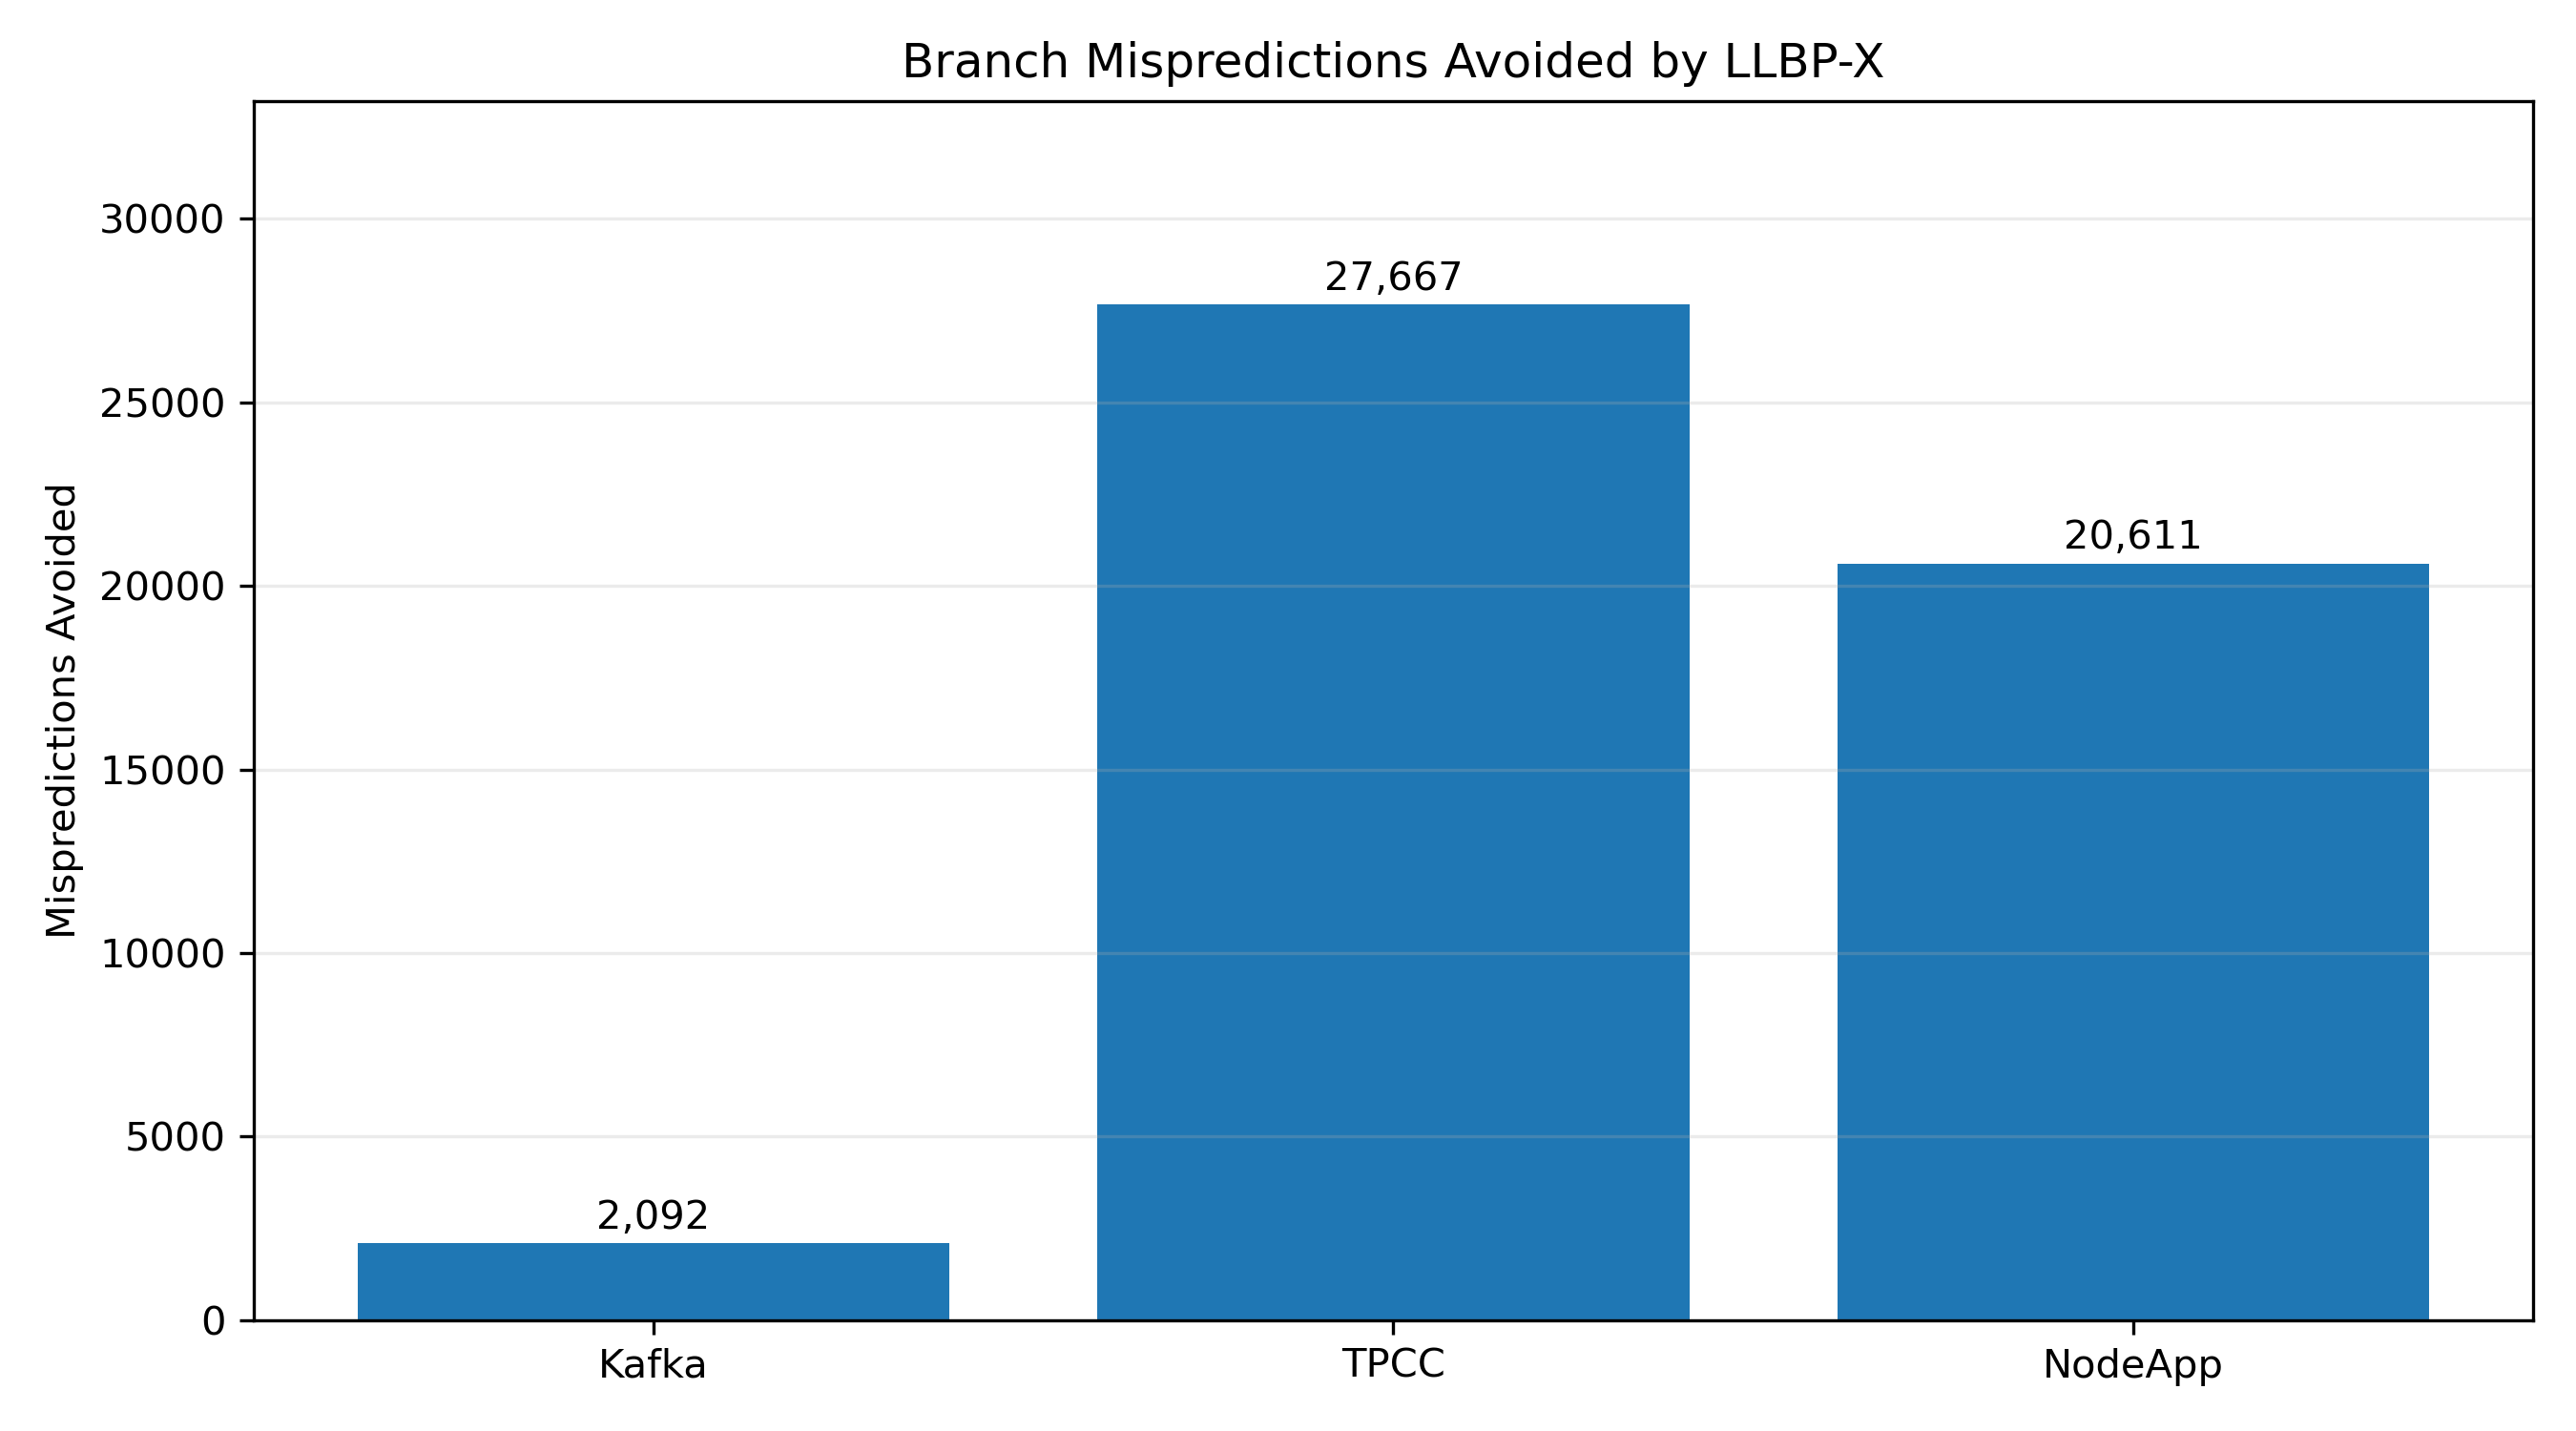 Branch Mispredictions Avoided by LLBP-X
Mispredictions Avoided
30000
25000
20000
15000
10000
5000
0
2,092
27,667
20,611
Kafka
TPCC
NodeApp